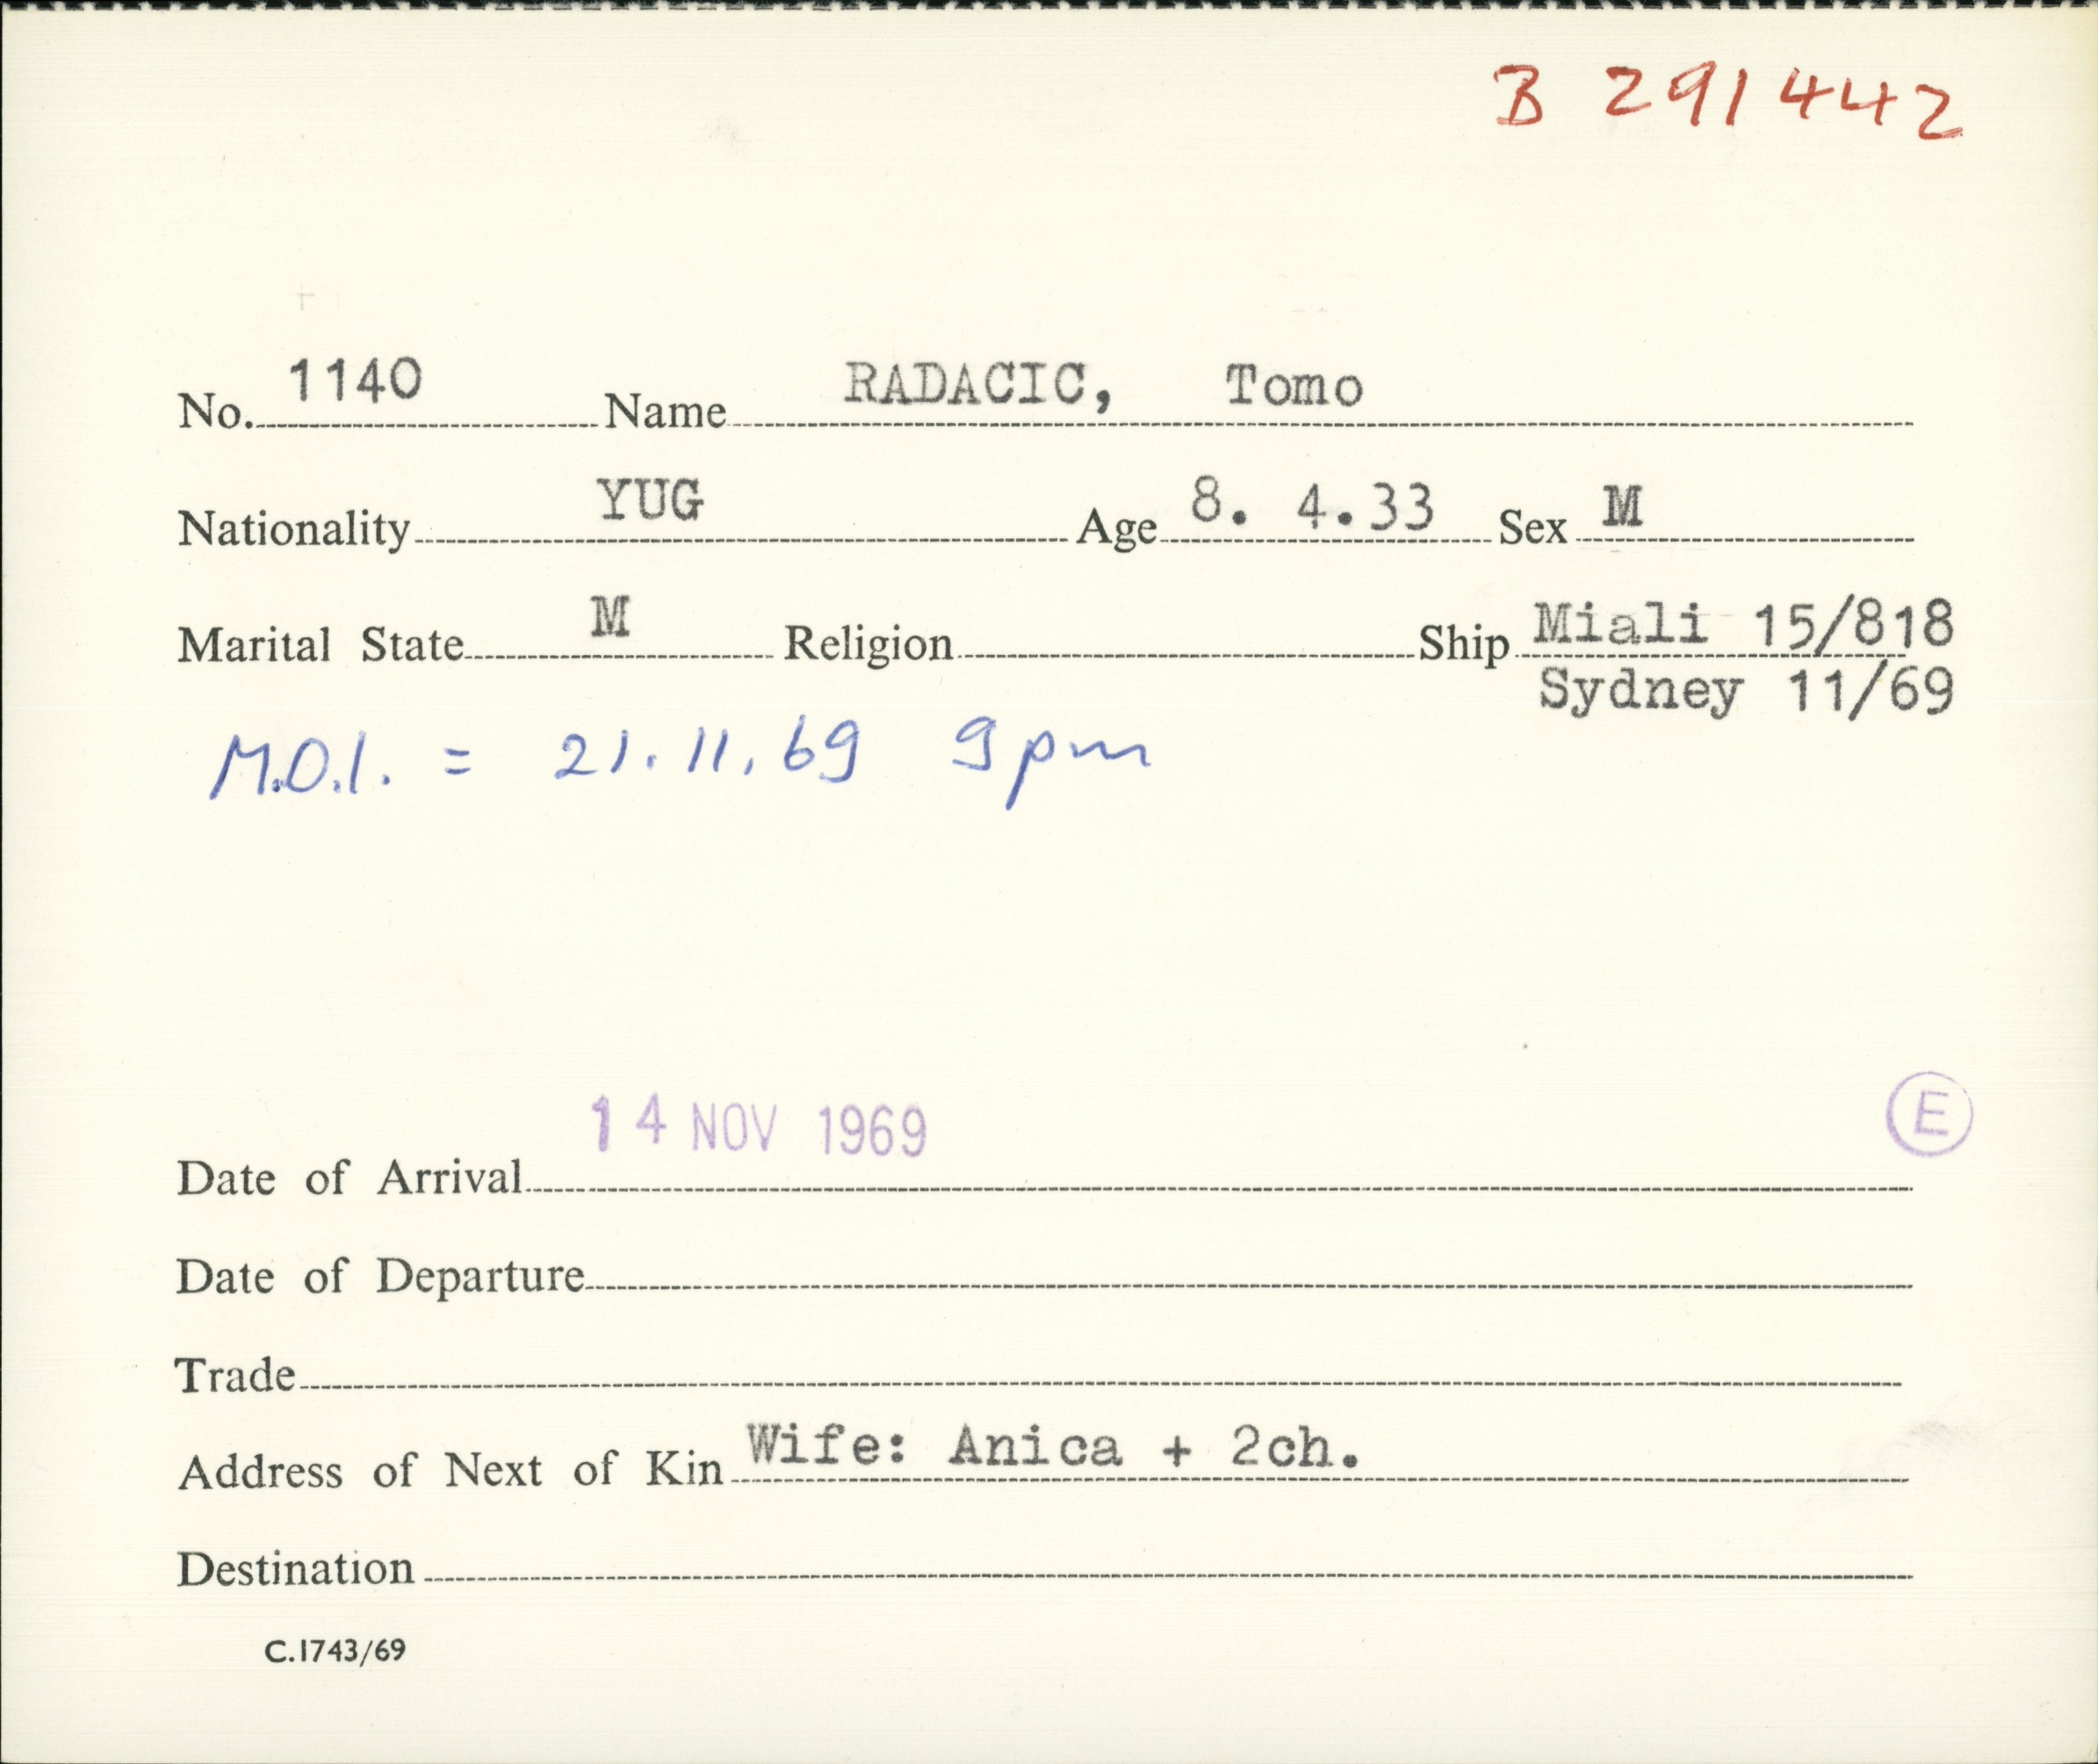 B 291442
No. 1140 Name RADACIC, Tomo
Nationality YUG Age 8. 4.33 Sex M
Marital State M Religion Ship Miali 15/818
Sydney 11/69
M.O.I. = 21.11.69 9pm
14 NOV 1969 E
Date of Arrival
Date of Departure
Trade
Address of Next of Kin Wife: Anica + 2ch.
Destination
C.1743/69